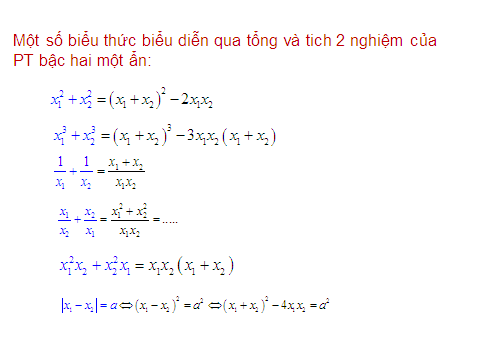 Một số biểu thức biểu diễn qua tổng và tich 2 nghiệm của
PT bậc hai một ẩn:
x₁² + x₂² = (x₁ + x₂)² − 2x₁x₂
x₁³ + x₂³ = (x₁ + x₂)³ − 3x₁x₂(x₁ + x₂)
1/x₁ + 1/x₂ = (x₁ + x₂)/(x₁x₂)
x₁/x₂ + x₂/x₁ = (x₁² + x₂²)/(x₁x₂) = .....
x₁²x₂ + x₂²x₁ = x₁x₂(x₁ + x₂)
|x₁ − x₂| = a ⇔ (x₁ − x₂)² = a² ⇔ (x₁ + x₂)² − 4x₁x₂ = a²